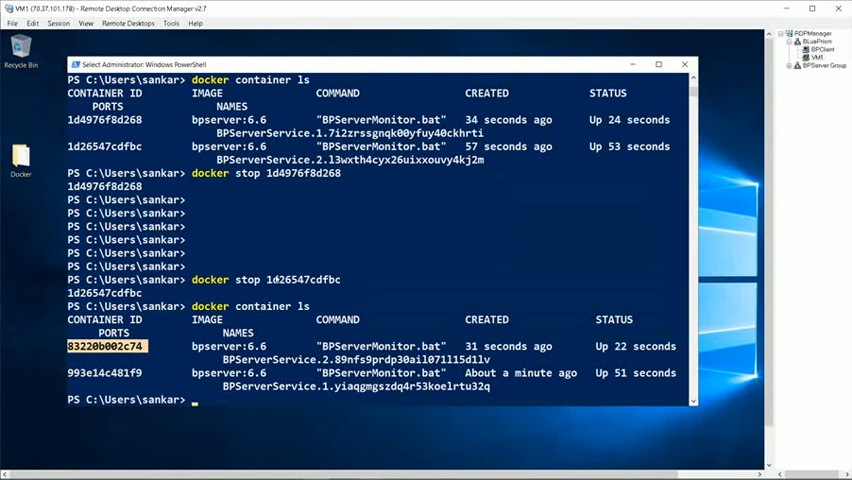 VM1 (70.37.101.178) - Remote Desktop Connection Manager v2.7
File Edit Session View Remote Desktops Tools Help
RDPManager
BLuePrism
BPClient
VM1
BPServer Group
Recycle Bin
Docker
Select Administrator: Windows PowerShell
PS C:\Users\sankar> docker container ls
CONTAINER ID IMAGE COMMAND CREATED STATUS
PORTS NAMES
1d4976f8d268 bpserver:6.6 "BPServerMonitor.bat" 34 seconds ago Up 24 seconds
BPServerService.1.7i2zrssgnqk00yfuy40ckhrti
1d26547cdfbc bpserver:6.6 "BPServerMonitor.bat" 57 seconds ago Up 53 seconds
BPServerService.2.l3wxth4cyx26uixxouvy4kj2m
PS C:\Users\sankar> docker stop 1d4976f8d268
1d4976f8d268
PS C:\Users\sankar>
PS C:\Users\sankar>
PS C:\Users\sankar>
PS C:\Users\sankar>
PS C:\Users\sankar>
PS C:\Users\sankar>
PS C:\Users\sankar> docker stop 1d26547cdfbc
1d26547cdfbc
PS C:\Users\sankar> docker container ls
CONTAINER ID IMAGE COMMAND CREATED STATUS
PORTS NAMES
83220b002c74 bpserver:6.6 "BPServerMonitor.bat" 31 seconds ago Up 22 seconds
BPServerService.2.89nfs9prdp30ail071l15d1lv
993e14c481f9 bpserver:6.6 "BPServerMonitor.bat" About a minute ago Up 51 seconds
BPServerService.1.yiaqgmgszdq4r53koelrtu32q
PS C:\Users\sankar>